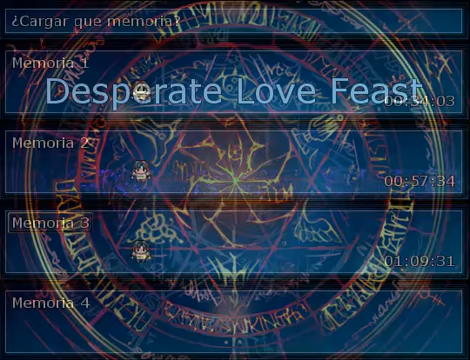 ¿Cargar que memoria?
Memoria 1
Desperate Love Feast
00:34:03
Memoria 2
00:57:34
Memoria 3
01:09:31
Memoria 4